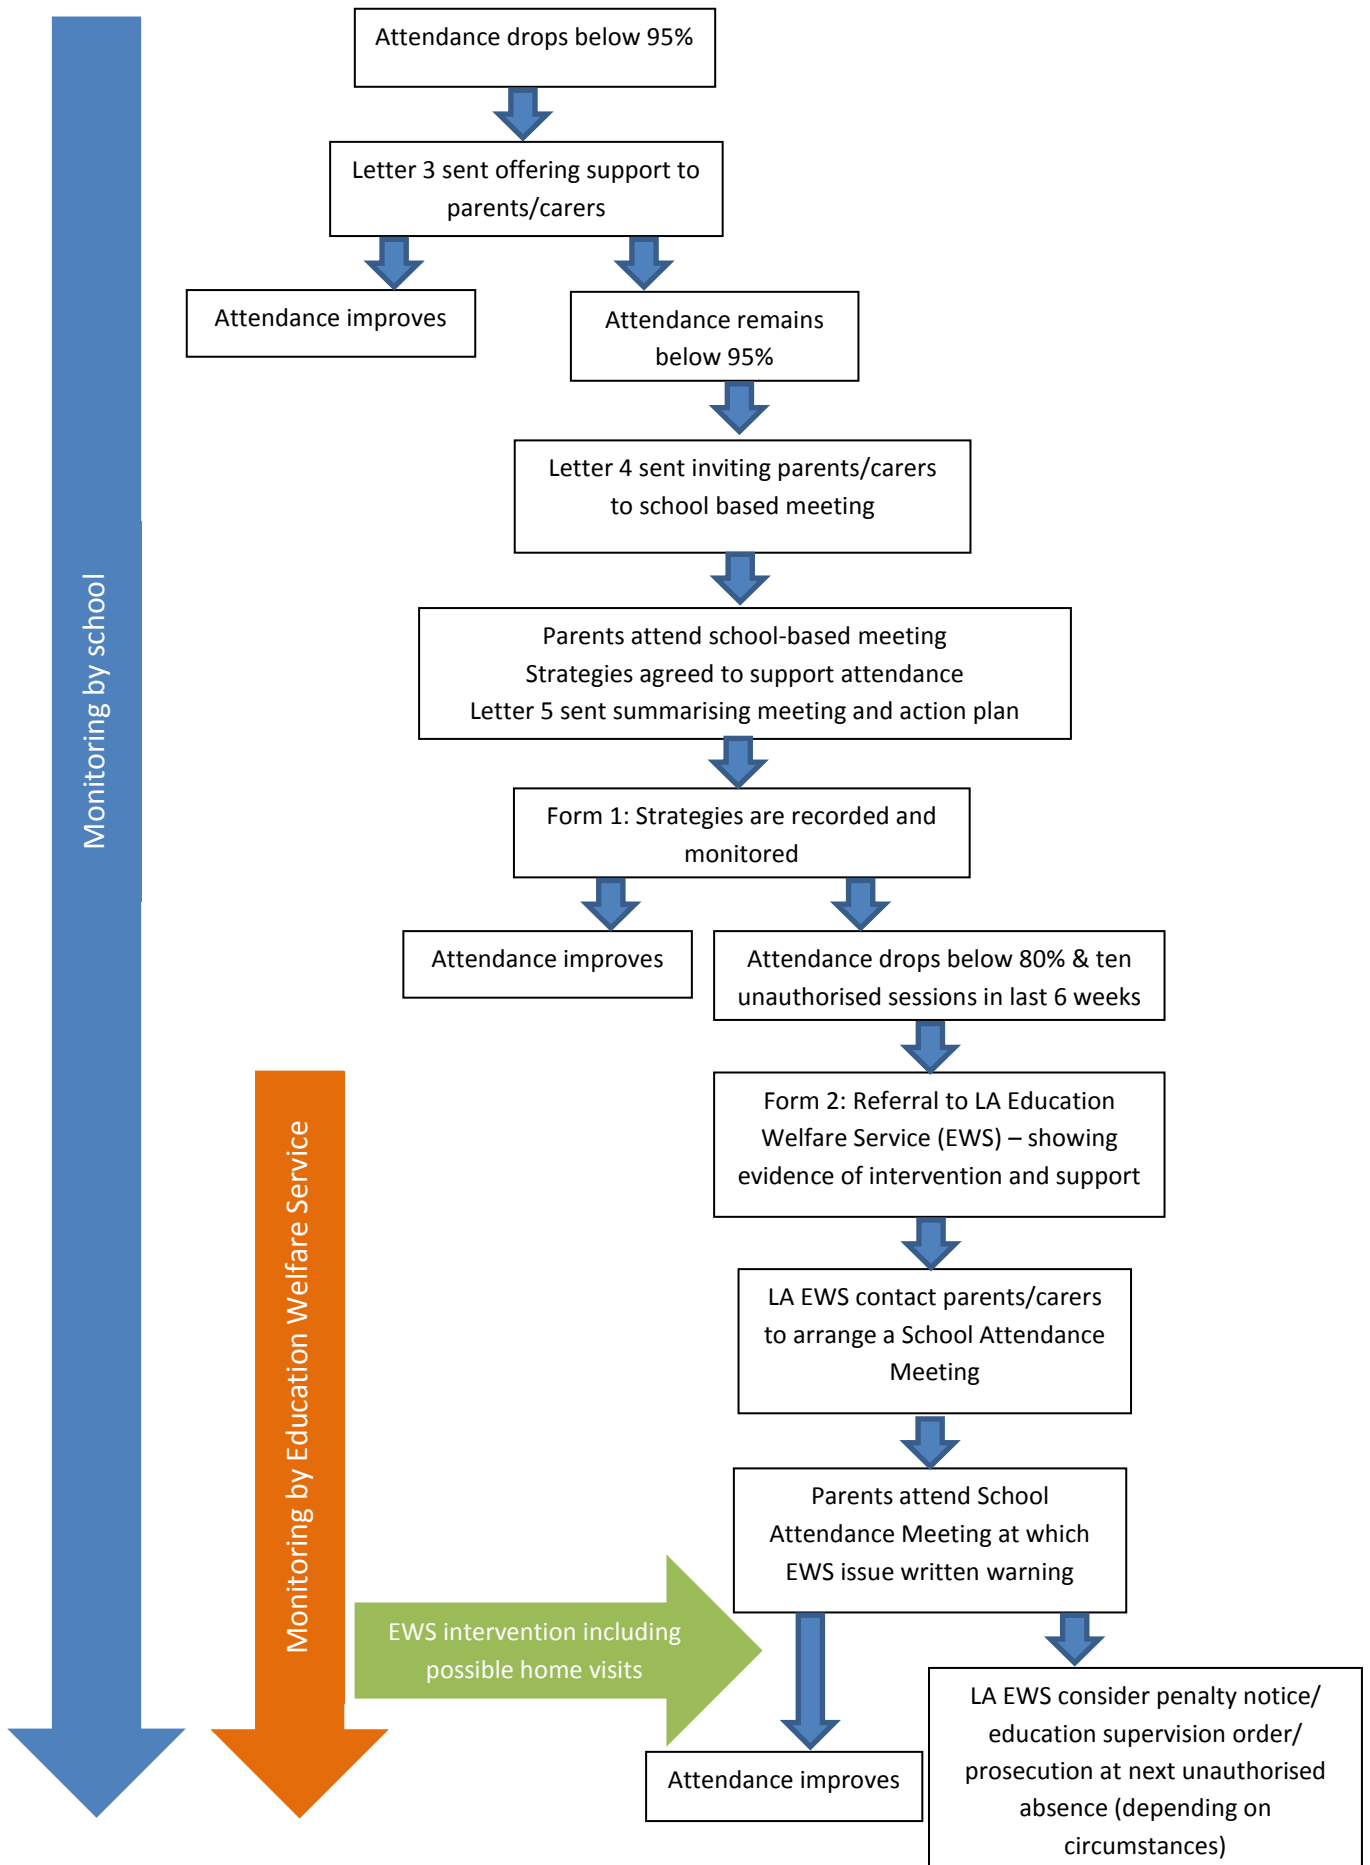 Attendance drops below 95%
Letter 3 sent offering support to
parents/carers
Attendance improves
Attendance remains
below 95%
Letter 4 sent inviting parents/carers
to school based meeting
Parents attend school-based meeting
Strategies agreed to support attendance
Letter 5 sent summarising meeting and action plan
Monitoring by school
Form 1: Strategies are recorded and
monitored
Attendance improves
Attendance drops below 80% & ten
unauthorised sessions in last 6 weeks
Form 2: Referral to LA Education
Welfare Service (EWS) – showing
evidence of intervention and support
Monitoring by Education Welfare Service
LA EWS contact parents/carers
to arrange a School Attendance
Meeting
Parents attend School
Attendance Meeting at which
EWS issue written warning
EWS intervention including
possible home visits
Attendance improves
LA EWS consider penalty notice/
education supervision order/
prosecution at next unauthorised
absence (depending on
circumstances)